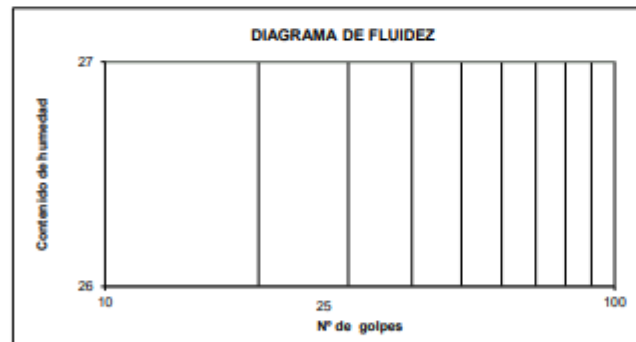 DIAGRAMA DE FLUIDEZ
27
Contenido de humedad
26
10 25 100
Nº de golpes